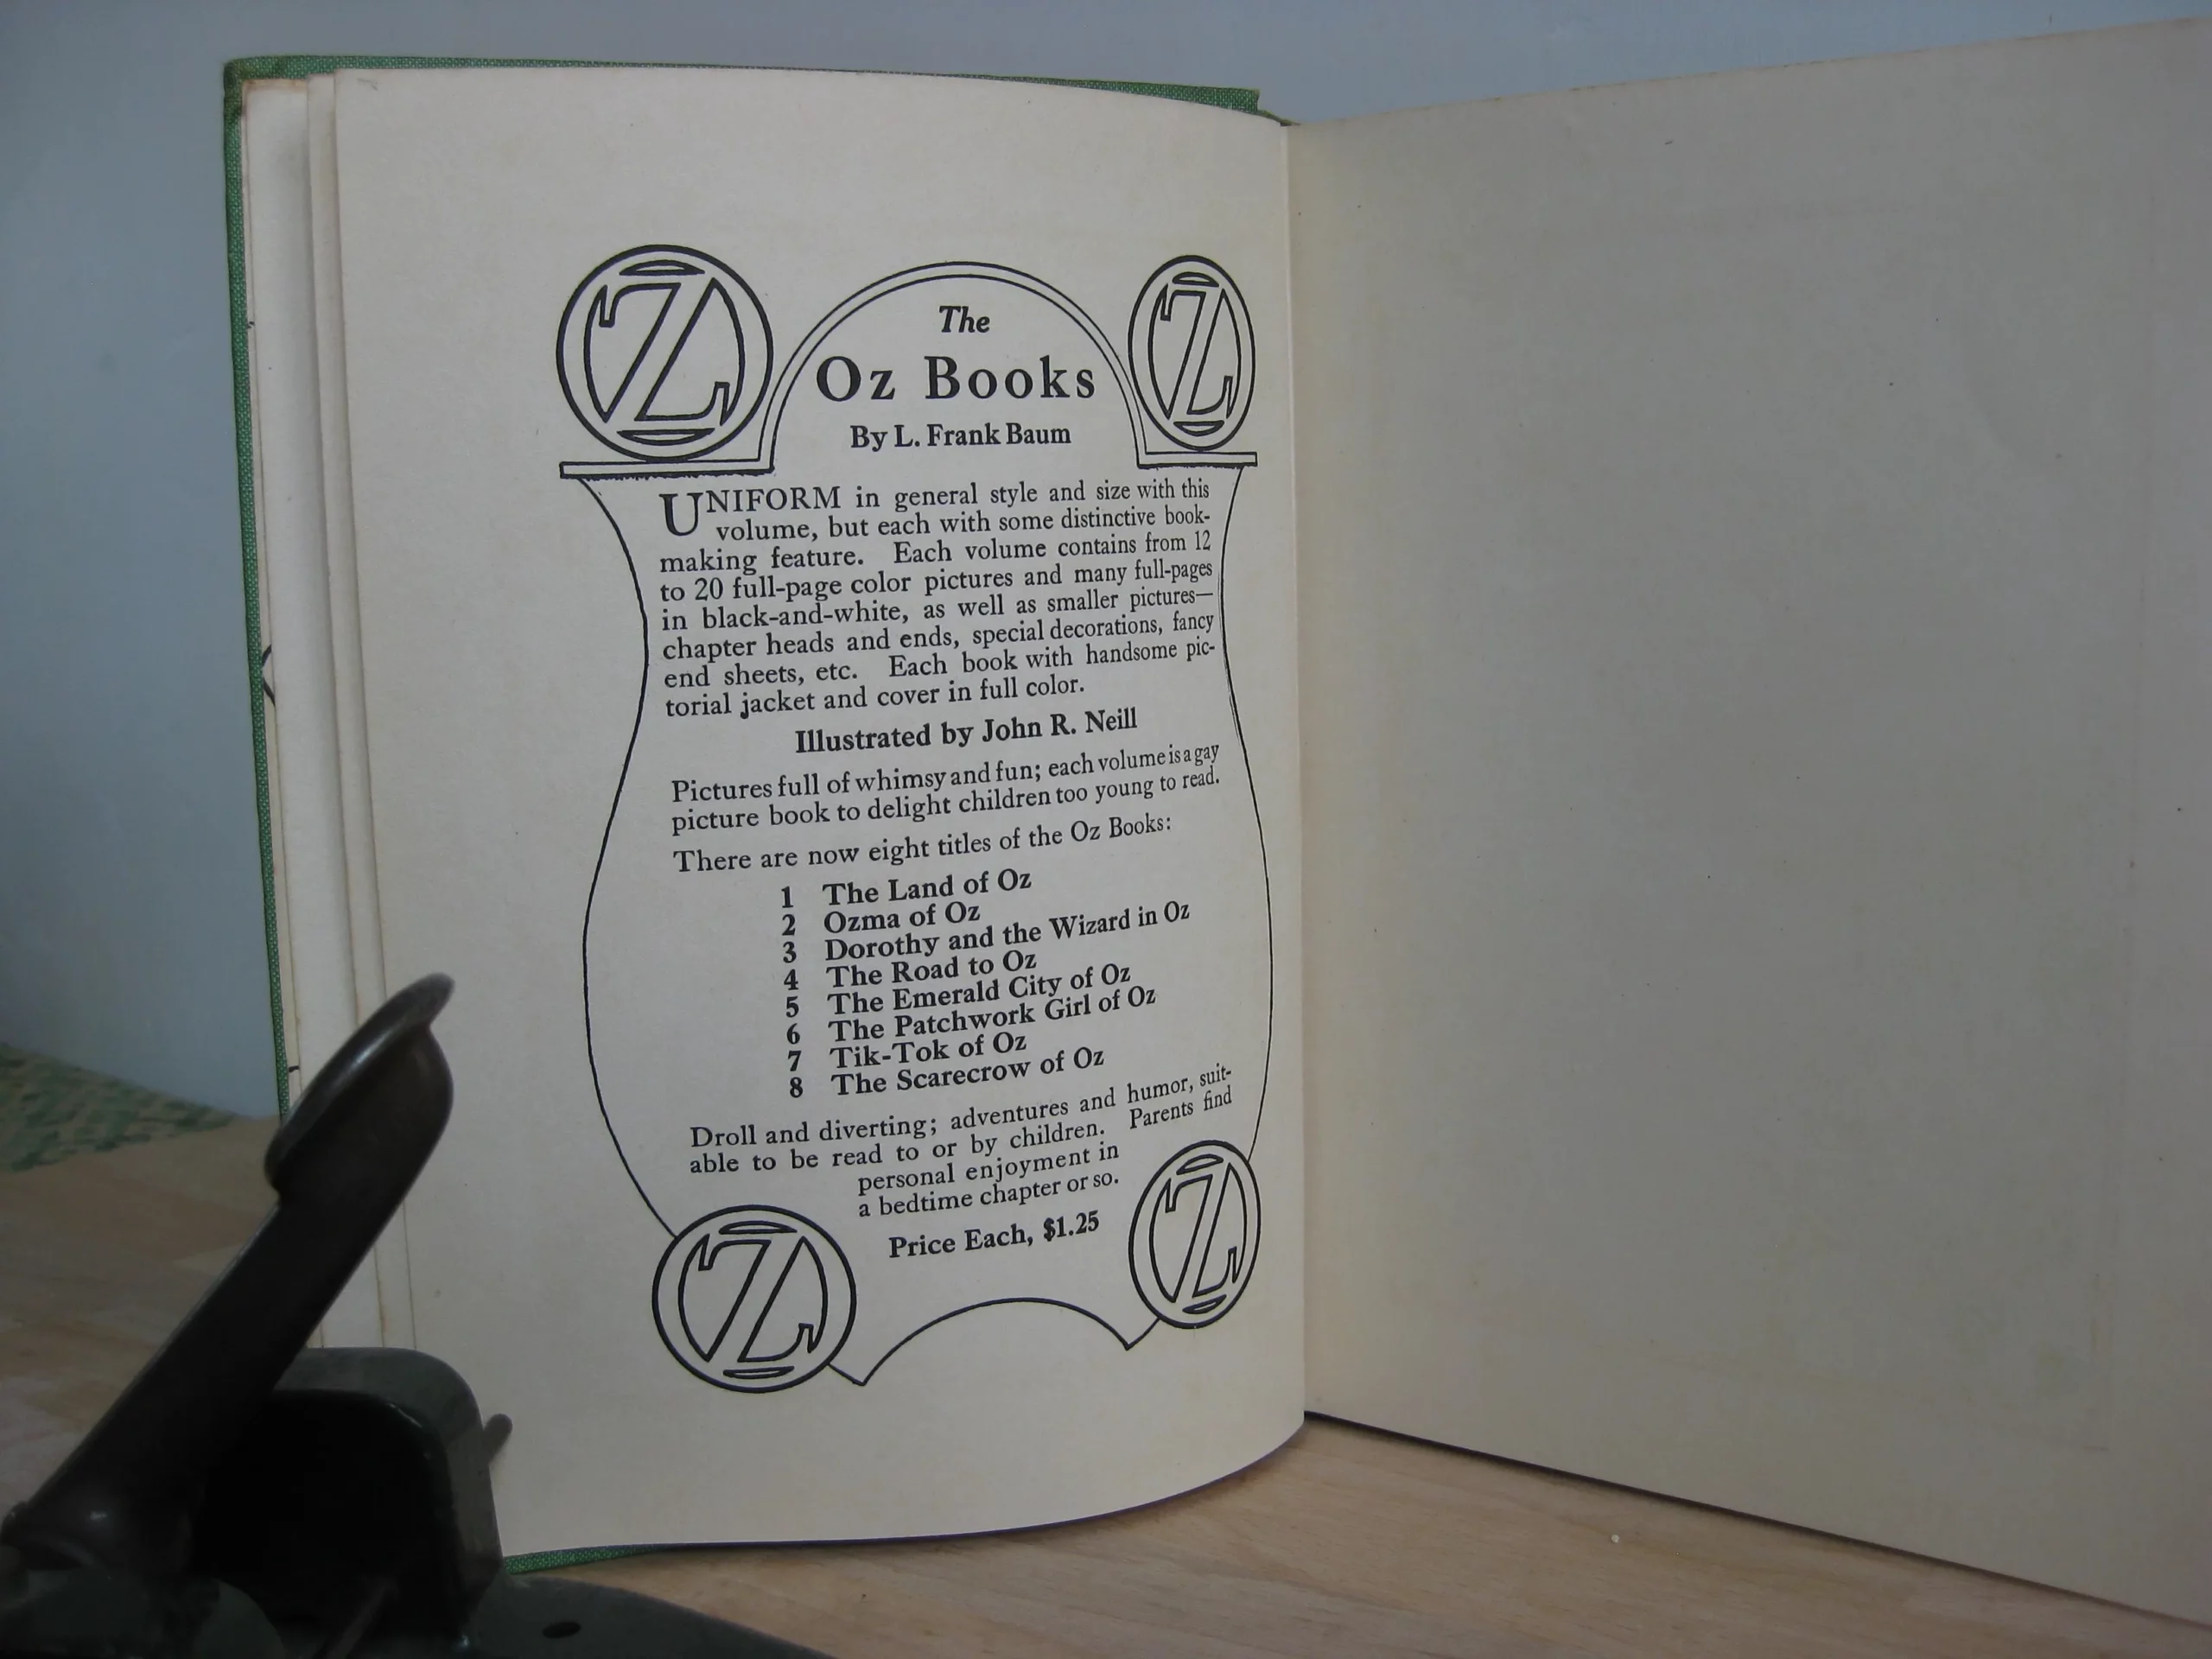 OZ
OZ
The
Oz Books
By L. Frank Baum
UNIFORM in general style and size with this
volume, but each with some distinctive book-
making feature. Each volume contains from 12
to 20 full-page color pictures and many full-pages
in black-and-white, as well as smaller pictures—
chapter heads and ends, special decorations, fancy
end sheets, etc. Each book with handsome pic-
torial jacket and cover in full color.
Illustrated by John R. Neill
Pictures full of whimsy and fun; each volume is a gay
picture book to delight children too young to read.
There are now eight titles of the Oz Books:
1 The Land of Oz
2 Ozma of Oz
3 Dorothy and the Wizard in Oz
4 The Road to Oz
5 The Emerald City of Oz
6 The Patchwork Girl of Oz
7 Tik-Tok of Oz
8 The Scarecrow of Oz
Droll and diverting; adventures and humor, suit-
able to be read to or by children. Parents find
personal enjoyment in
a bedtime chapter or so.
Price Each, $1.25
OZ
OZ